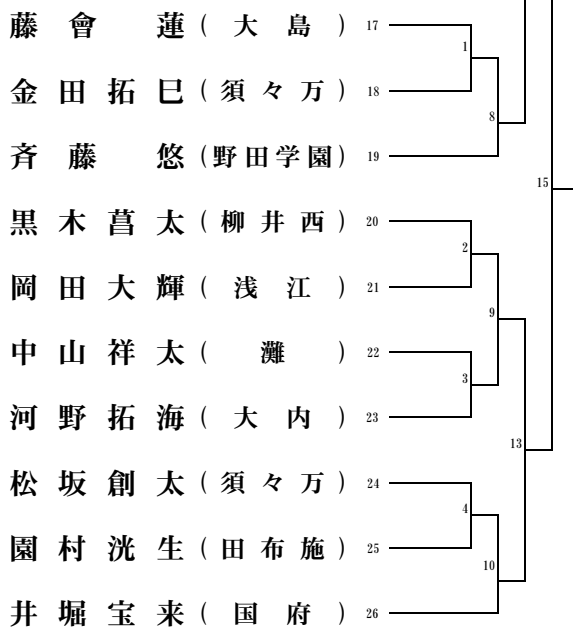 藤會蓮(大島) 17
金田拓巳(須々万) 18
斉藤悠(野田学園) 19
黒木菖太(柳井西) 20
岡田大輝(浅江) 21
中山祥太(灘) 22
河野拓海(大内) 23
松坂創太(須々万) 24
園村洸生(田布施) 25
井堀宝来(国府) 26
1
8
15
2
9
3
13
4
10